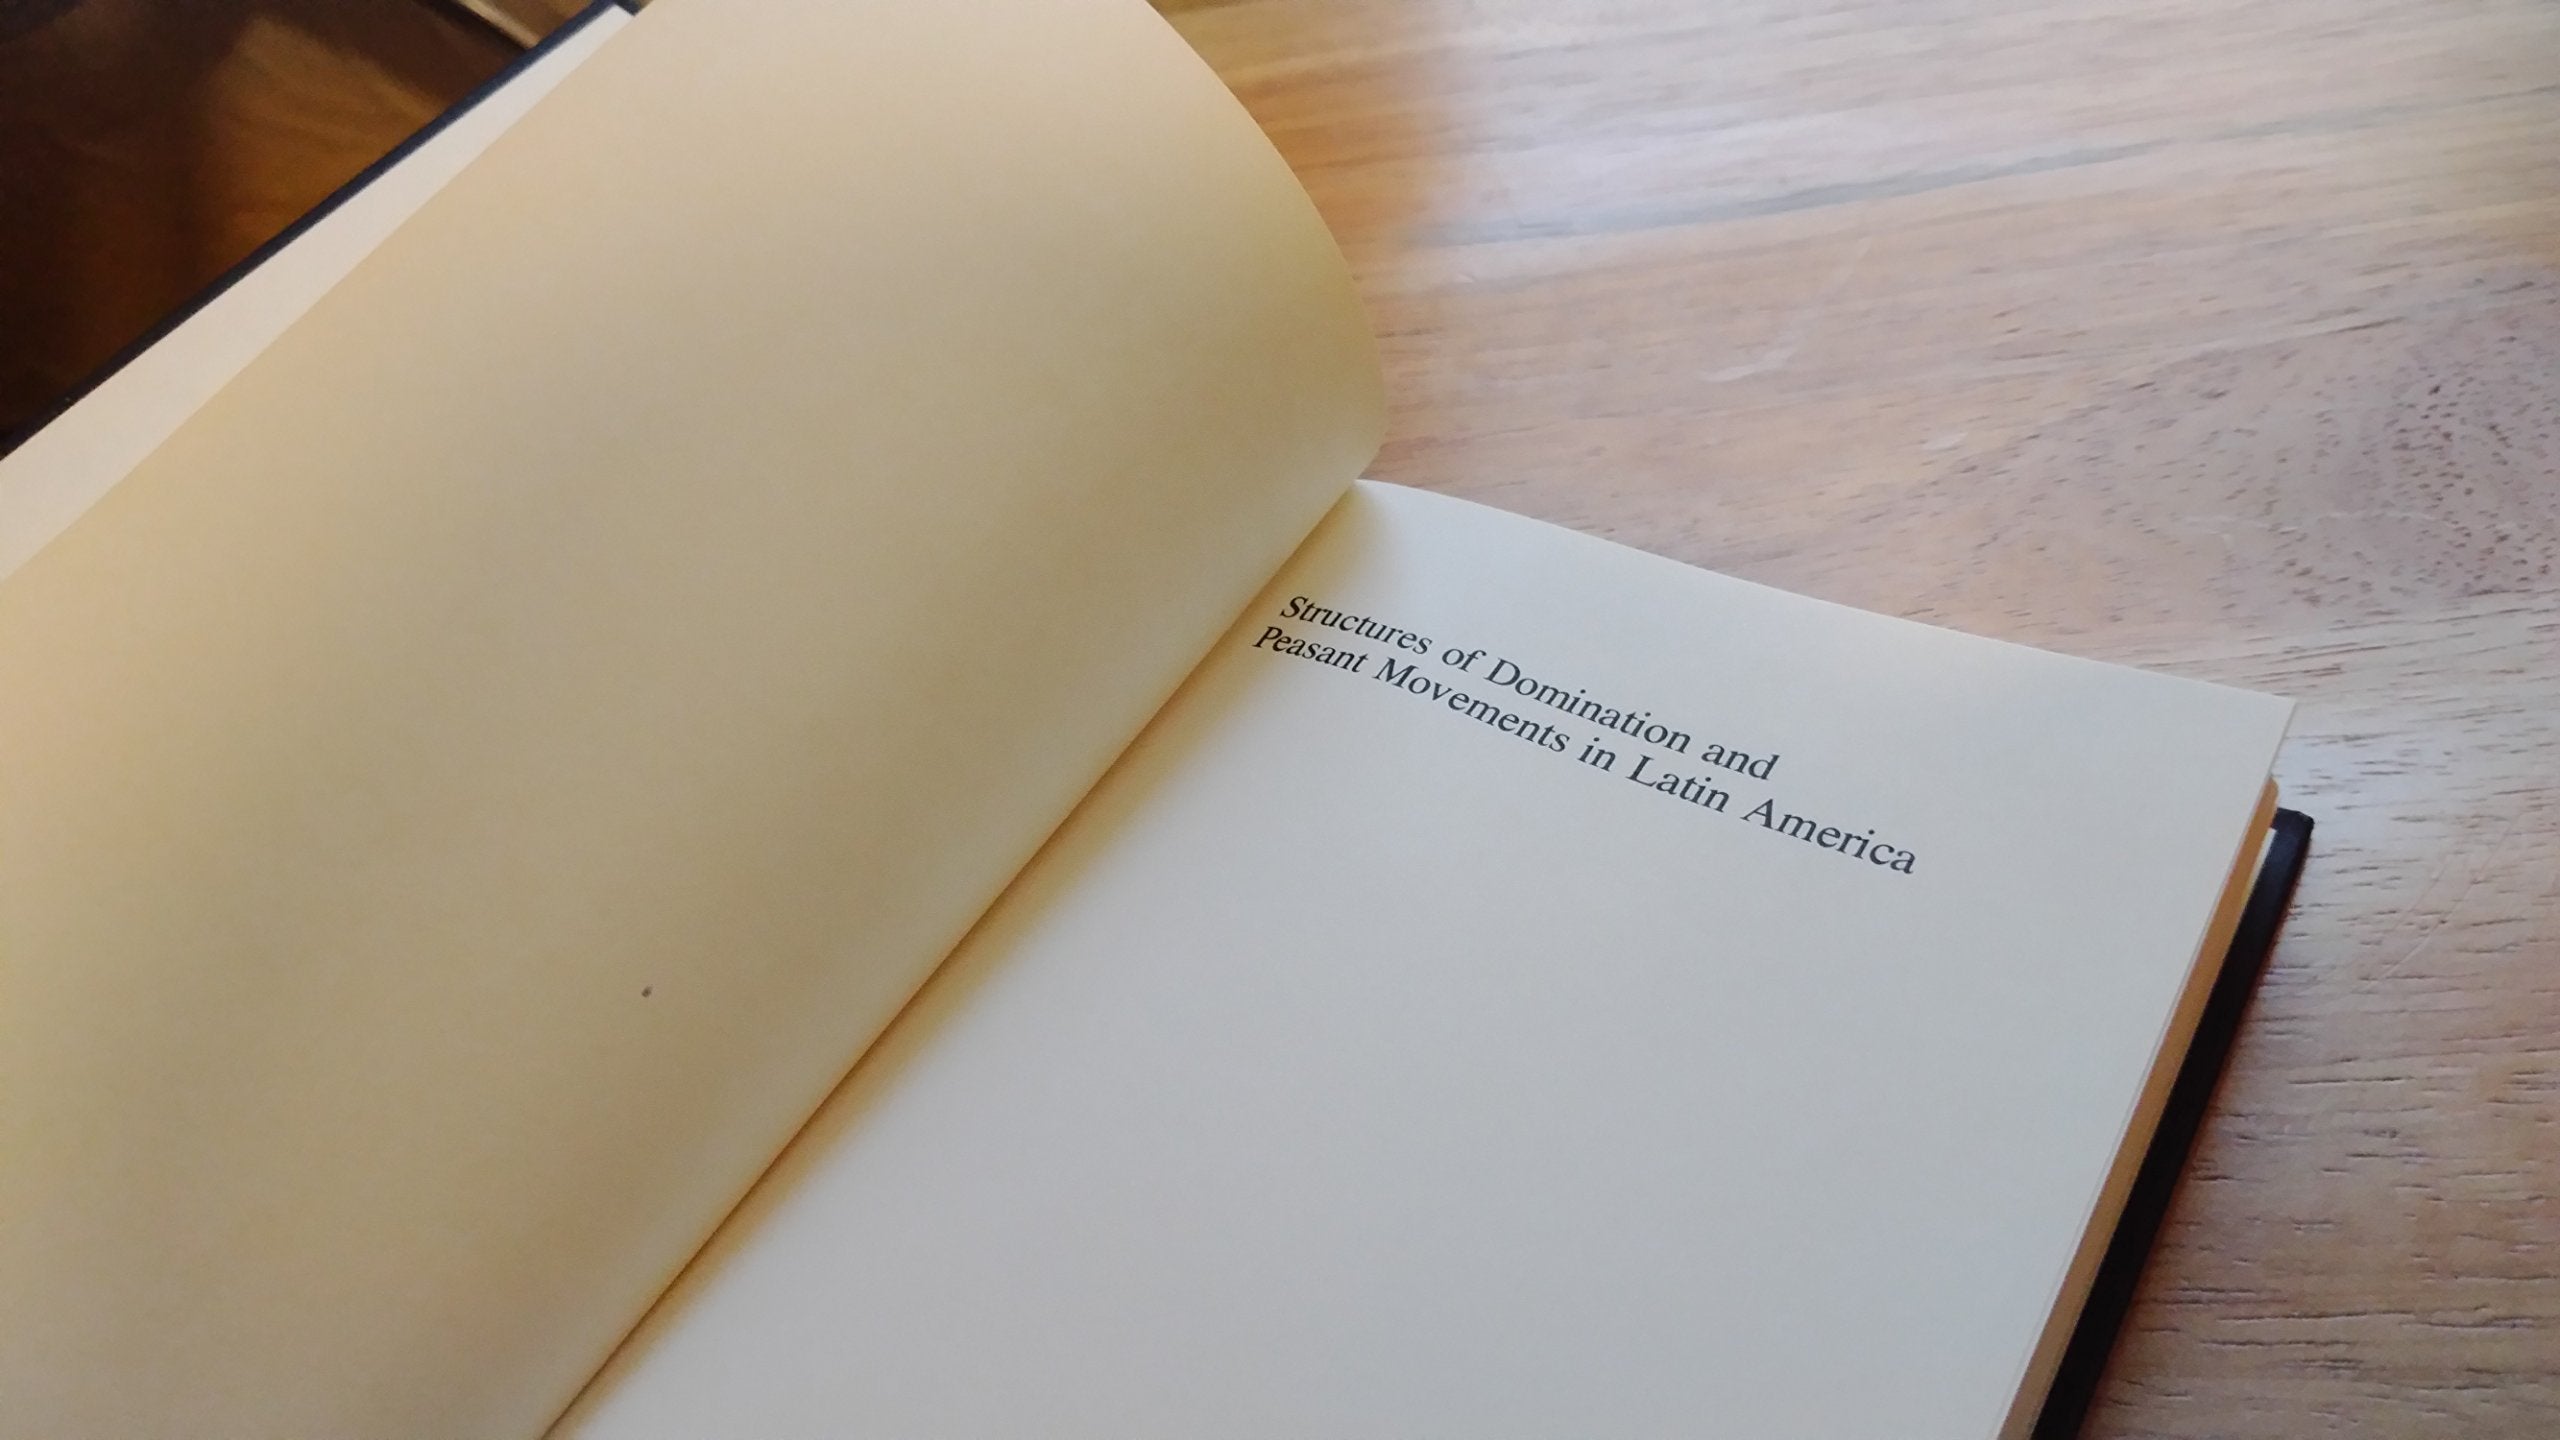 Structures of Domination and
Peasant Movements in Latin America